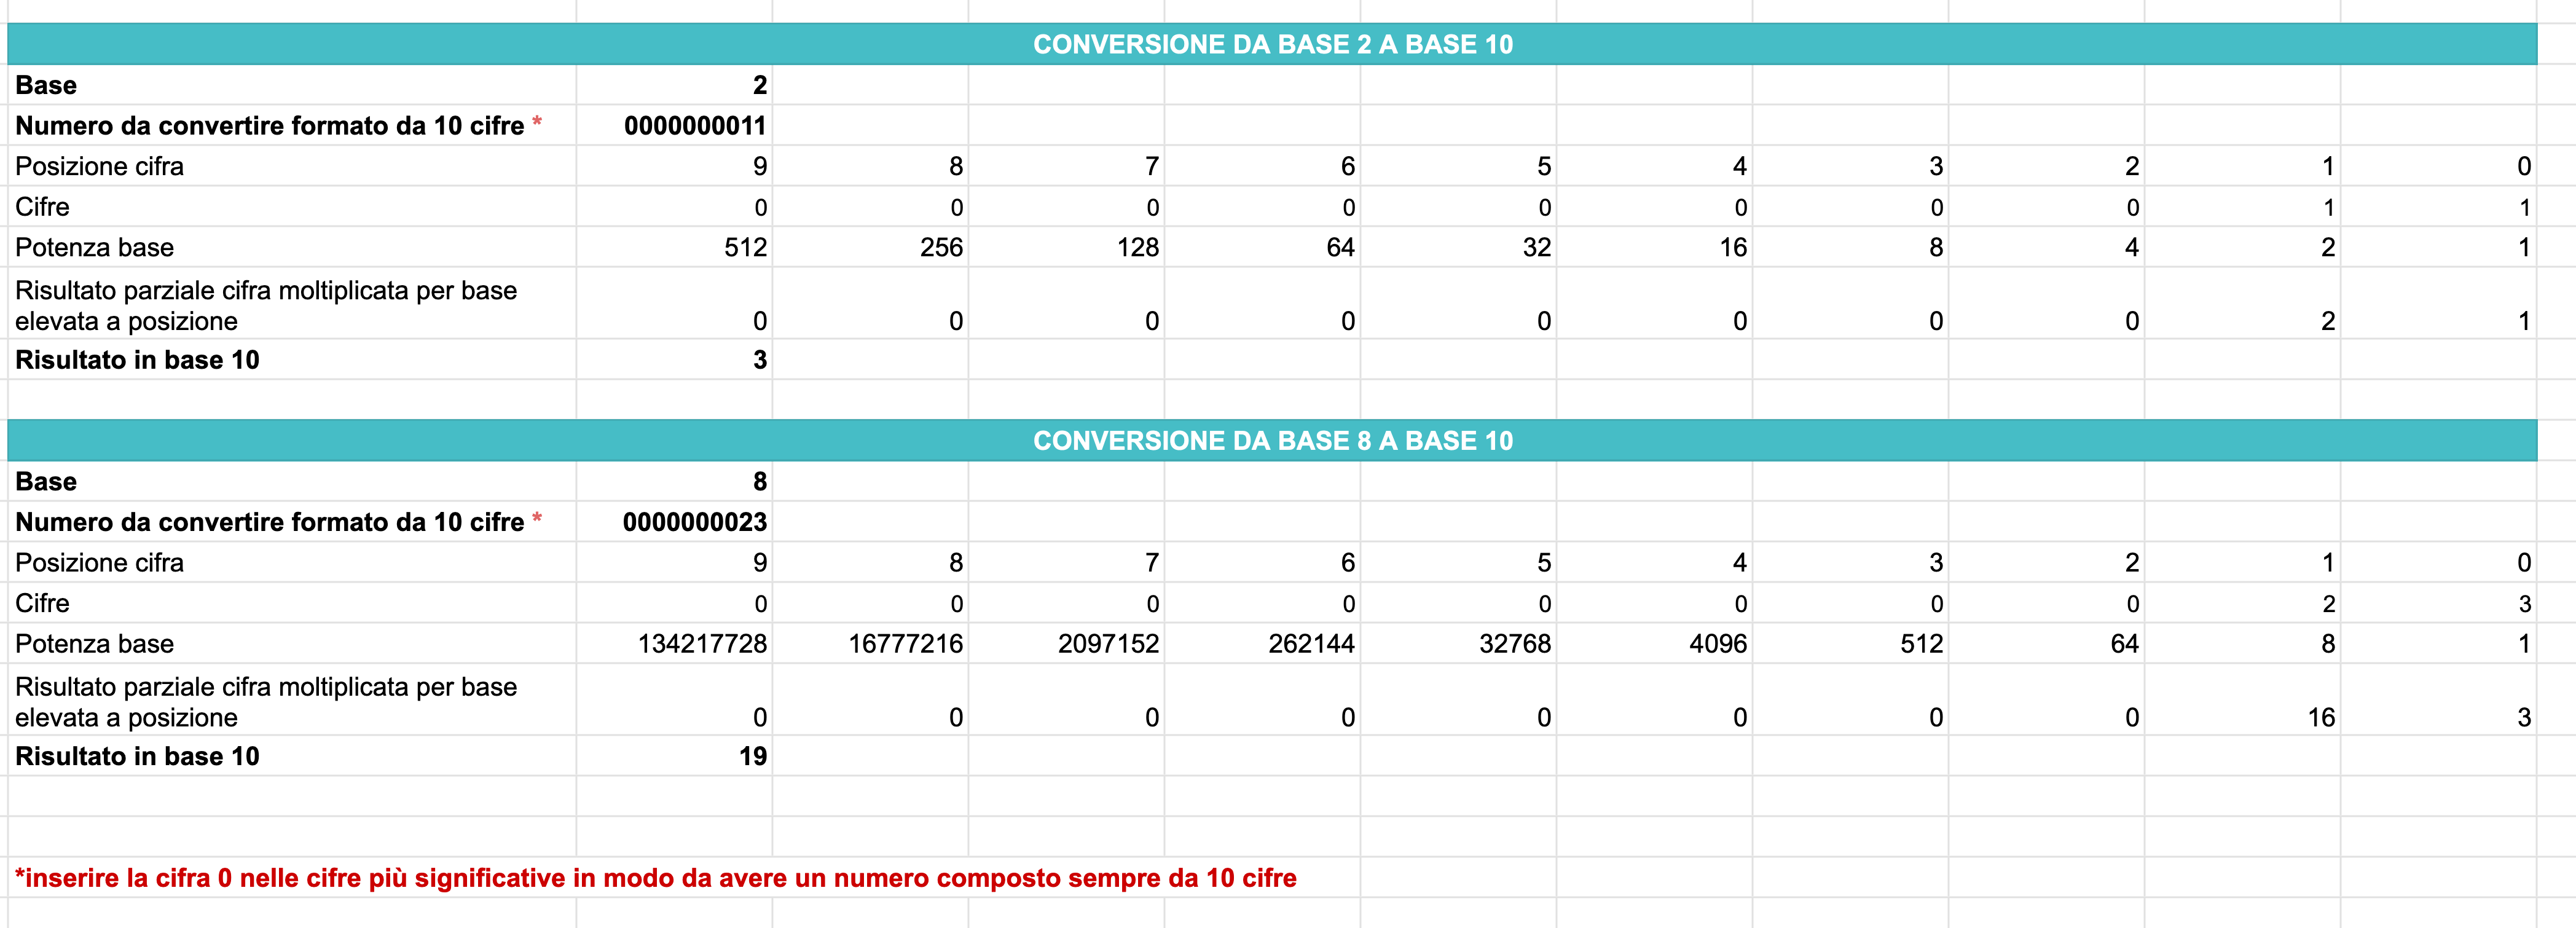 CONVERSIONE DA BASE 2 A BASE 10
Base 2
Numero da convertire formato da 10 cifre * 0000000011
Posizione cifra 9 8 7 6 5 4 3 2 1 0
Cifre 0 0 0 0 0 0 0 0 1 1
Potenza base 512 256 128 64 32 16 8 4 2 1
Risultato parziale cifra moltiplicata per base
elevata a posizione 0 0 0 0 0 0 0 0 2 1
Risultato in base 10 3
CONVERSIONE DA BASE 8 A BASE 10
Base 8
Numero da convertire formato da 10 cifre * 0000000023
Posizione cifra 9 8 7 6 5 4 3 2 1 0
Cifre 0 0 0 0 0 0 0 0 2 3
Potenza base 134217728 16777216 2097152 262144 32768 4096 512 64 8 1
Risultato parziale cifra moltiplicata per base
elevata a posizione 0 0 0 0 0 0 0 0 16 3
Risultato in base 10 19
*inserire la cifra 0 nelle cifre più significative in modo da avere un numero composto sempre da 10 cifre